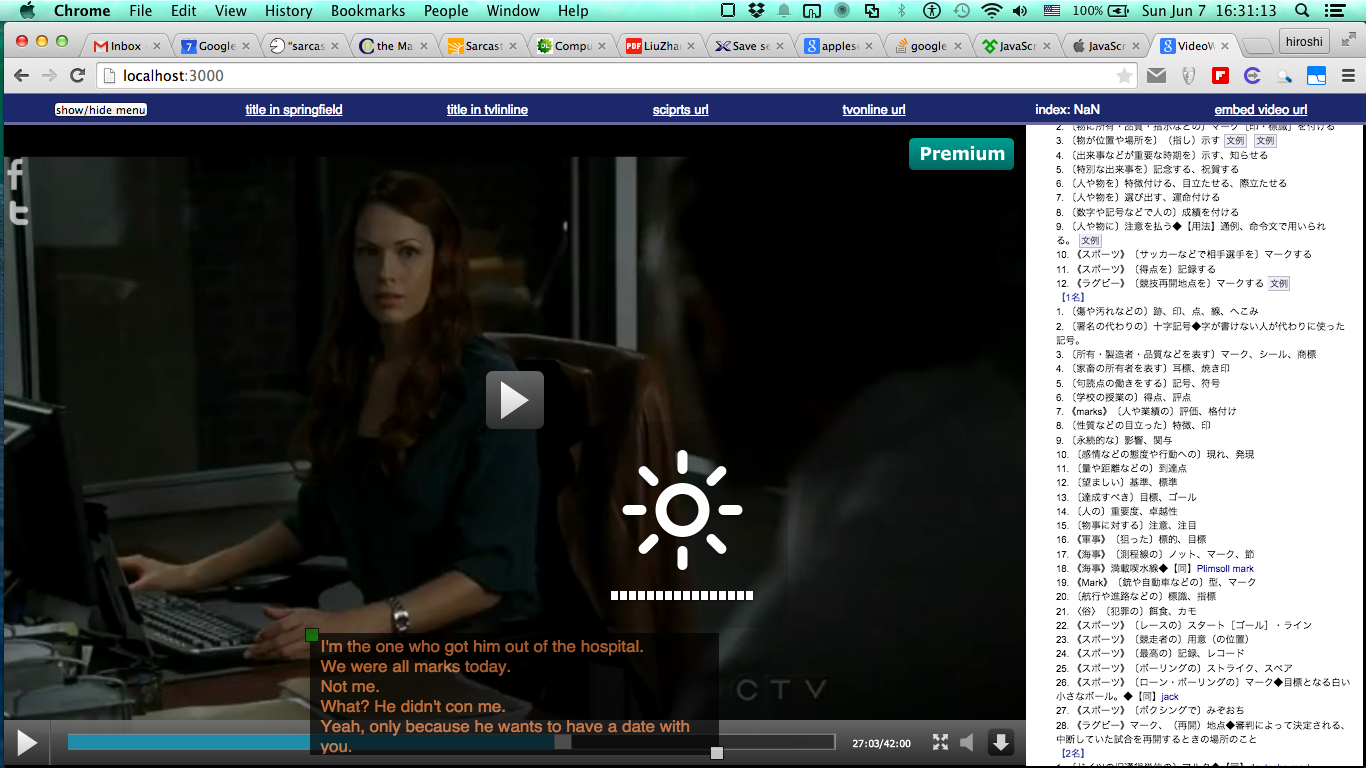 Chrome File Edit View History Bookmarks People Window Help 100% Sun Jun 7 16:31:13
Inbox Google "sarcas the Ma Sarcast Compu LiuZhan Save se applesc google JavaScr JavaScr VideoW hiroshi
localhost:3000
show/hide menu title in springfield title in tvlinline sciprts url tvonline url index: NaN embed video url
Premium
f
t
I'm the one who got him out of the hospital.
We were all marks today.
Not me.
What? He didn't con me.
Yeah, only because he wants to have a date with
you.
CTV
27:03/42:00
2. 〔物に所有・品質・指示などの〕マーク［印・標識］を付ける
3. 〔物が位置や場所を〕（指し）示す 文例 文例
4. 〔出来事などが重要な時期を〕示す、知らせる
5. 〔特別な出来事を〕記念する、祝賀する
6. 〔人や物を〕特徴付ける、目立たせる、際立たせる
7. 〔人や物を〕選び出す、運命付ける
8. 〔数字や記号などで人の〕成績を付ける
9. 〔人や物に〕注意を払う◆【用法】通例、命令文で用いられ
る。 文例
10. 《スポーツ》〔サッカーなどで相手選手を〕マークする
11. 《スポーツ》〔得点を〕記録する
12. 《ラグビー》〔競技再開地点を〕マークする 文例
【1名】
1. 〔傷や汚れなどの〕跡、印、点、線、へこみ
2. 〔署名の代わりの〕十字記号◆字が書けない人が代わりに使った
記号。
3. 〔所有・製造者・品質などを表す〕マーク、シール、商標
4. 〔家畜の所有者を表す〕耳標、焼き印
5. 〔句読点の働きをする〕記号、符号
6. 〔学校の授業の〕得点、評点
7. 《marks》〔人や業績の〕評価、格付け
8. 〔性質などの目立った〕特徴、印
9. 〔永続的な〕影響、関与
10. 〔感情などの態度や行動への〕現れ、発現
11. 〔量や距離などの〕到達点
12. 〔望ましい〕基準、標準
13. 〔達成すべき〕目標、ゴール
14. 〔人の〕重要度、卓越性
15. 〔物事に対する〕注意、注目
16. 《軍事》〔狙った〕標的、目標
17. 《海事》〔測程線の〕ノット、マーク、節
18. 《海事》満載喫水線◆【同】Plimsoll mark
19. 《Mark》〔銃や自動車などの〕型、マーク
20. 〔航行や進路などの〕標識、指標
21. 〈俗〉〔犯罪の〕餌食、カモ
22. 《スポーツ》〔レースの〕スタート［ゴール］・ライン
23. 《スポーツ》〔競走者の〕用意（の位置）
24. 《スポーツ》〔最高の〕記録、レコード
25. 《スポーツ》〔ボーリングの〕ストライク、スペア
26. 《スポーツ》〔ローン・ボーリングの〕マーク◆目標となる白い
小さなボール。◆【同】jack
27. 《スポーツ》〔ボクシングで〕みぞおち
28. 《ラグビー》マーク、（再開）地点◆審判によって決定される、
中断していた試合を再開するときの場所のこと
【2名】